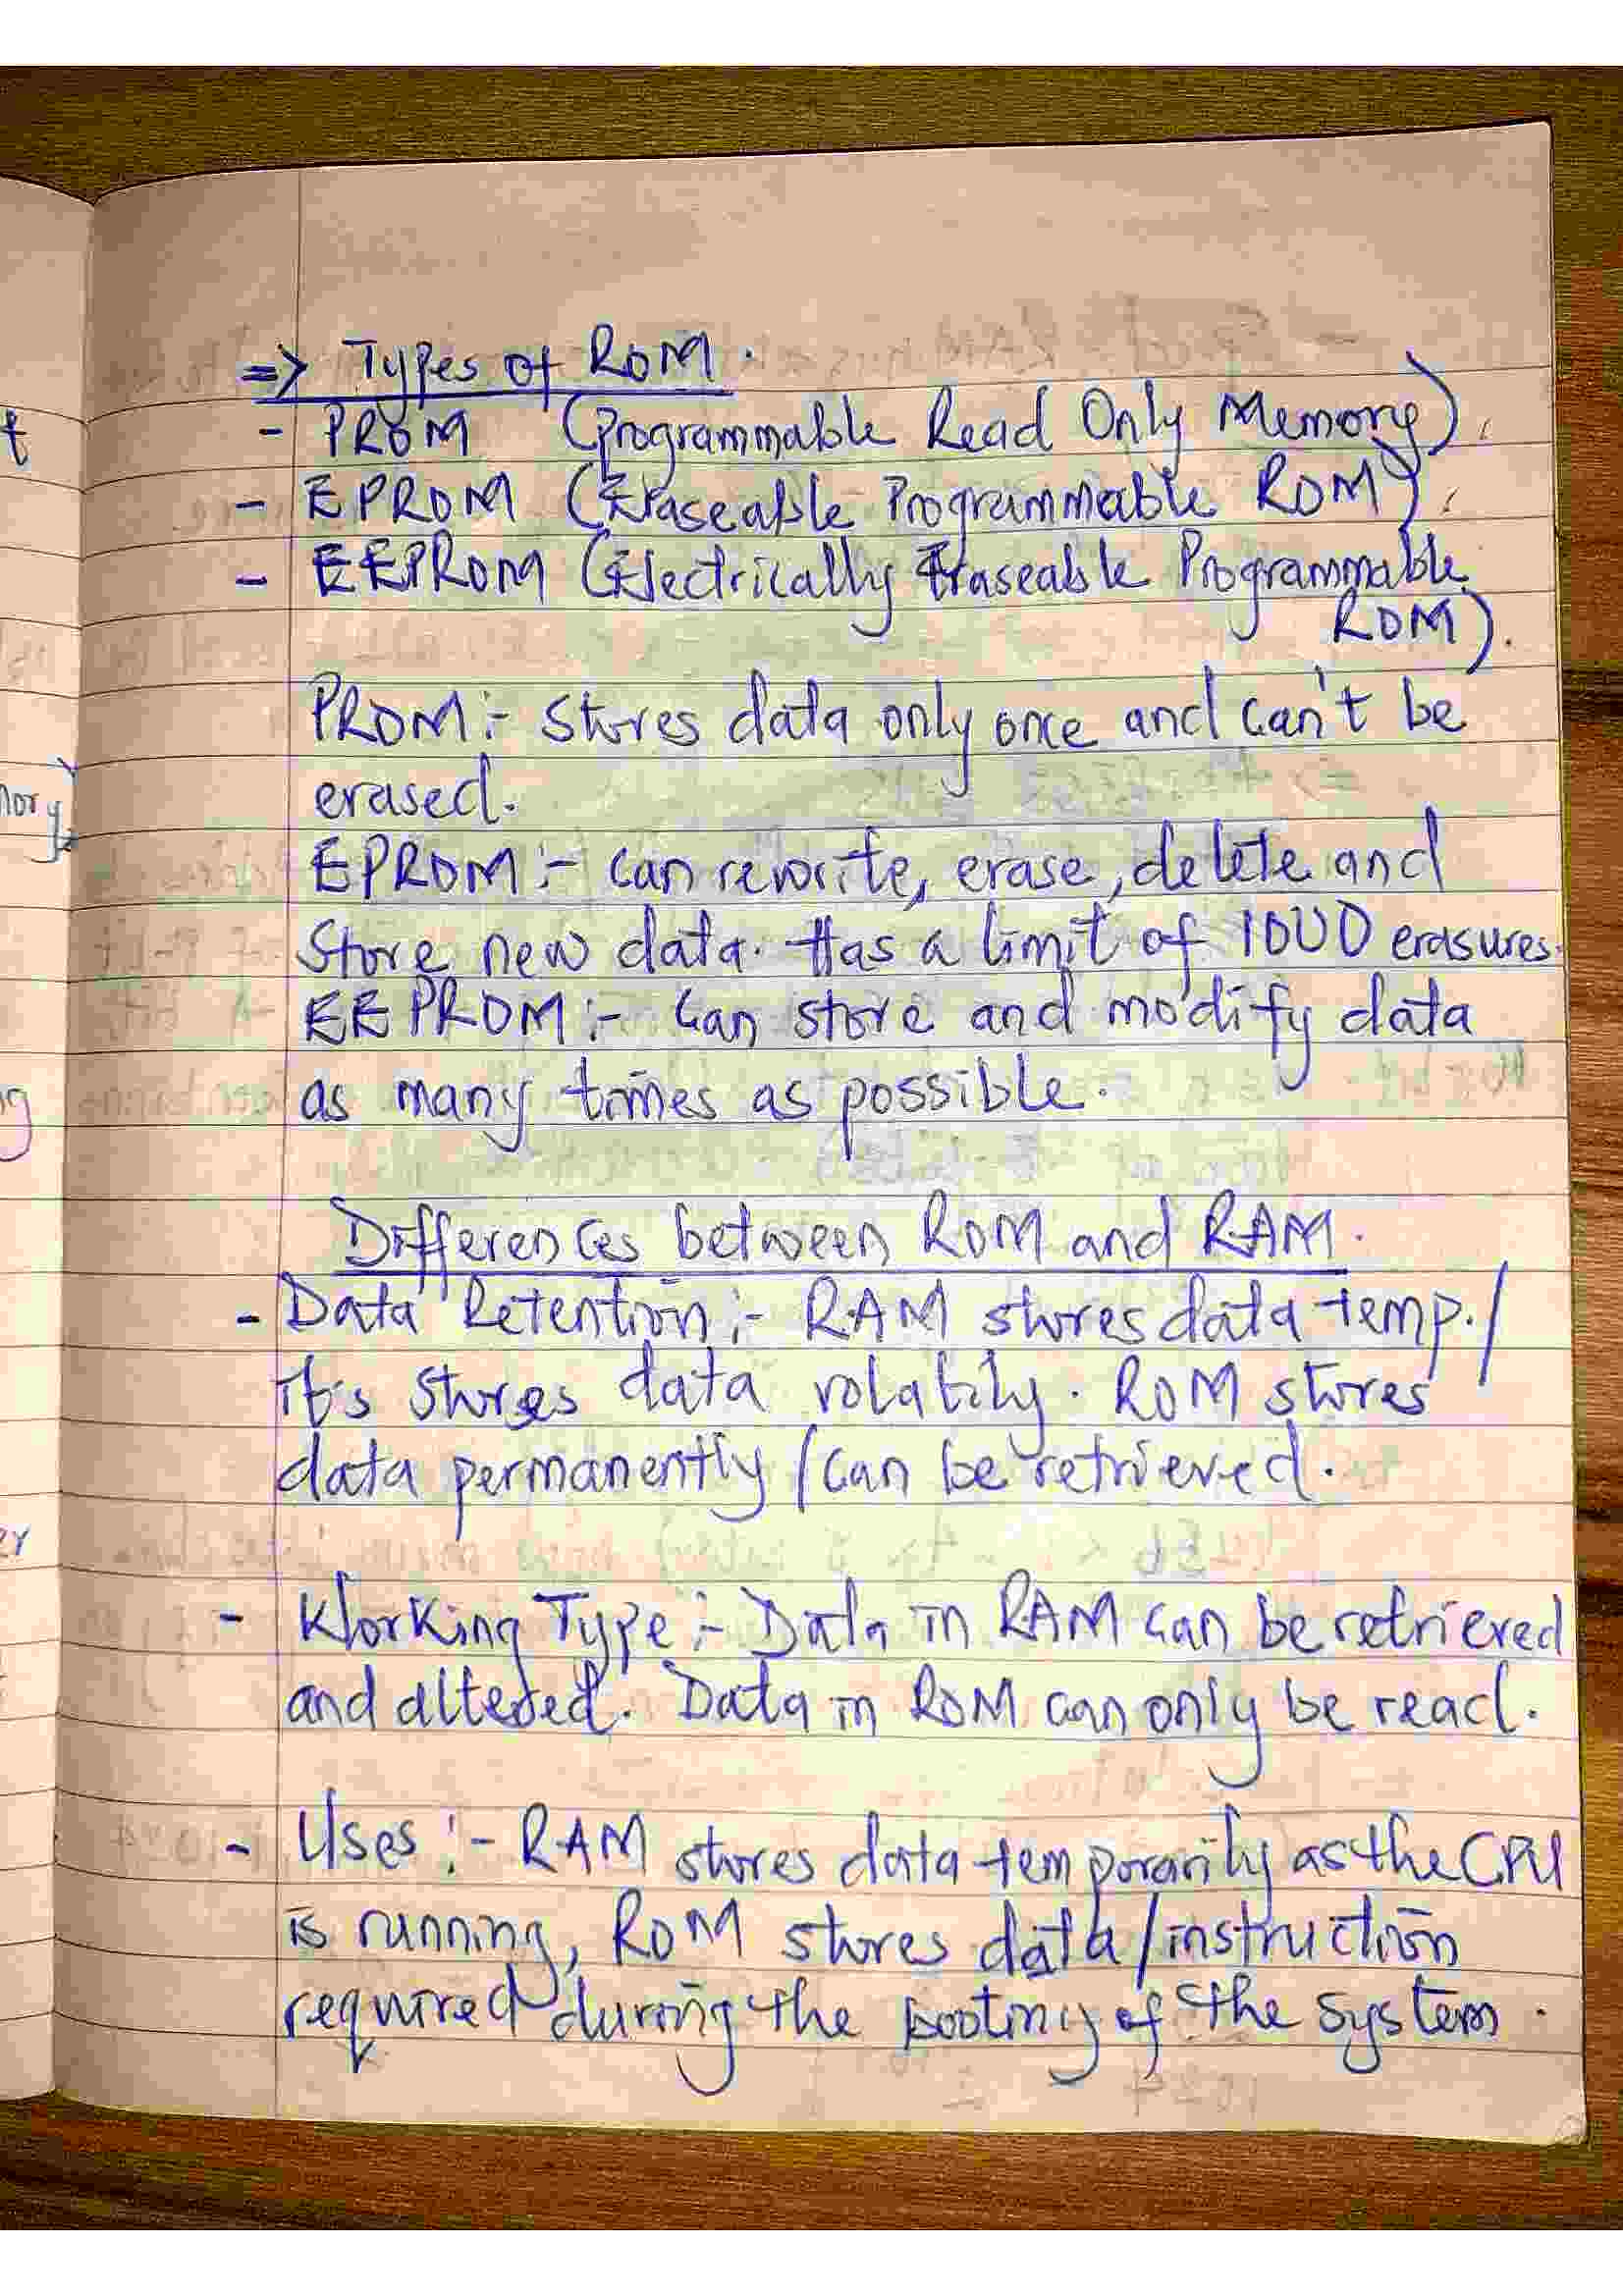 => Types of ROM.
- PROM (Programmable Read Only Memory).
- EPROM (Eraseable Programmable ROM).
- EEPROM (Electrically Eraseable Programmable
ROM).
PROM:- Stores data only once and can't be
erased.
EPROM:- Can rewrite, erase, delete and
Store new data. Has a limit of 1000 erasures.
EEPROM:- Can store and modify data
as many times as possible.
Differences between ROM and RAM.
- Data Retention:- RAM stores data temp./
it's stores data volatily. ROM stores
data permanently/can be retrieved.
- Working Type:- Data in RAM can be retrieved
and altered. Data in ROM can only be read.
- Uses:- RAM stores data temporarily as the CPU
is running, ROM stores data/instruction
required during the booting of the system.